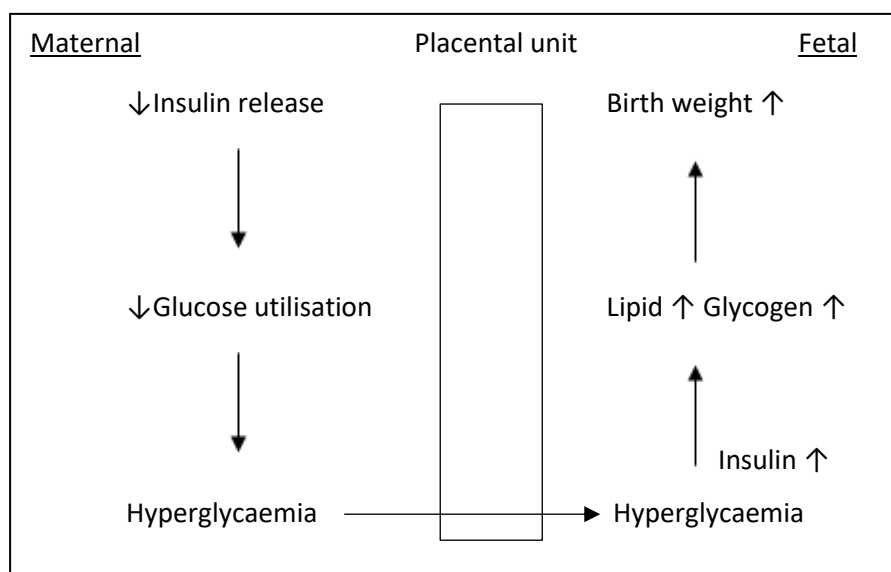 Maternal Placental unit Fetal
↓Insulin release Birth weight ↑
↓Glucose utilisation Lipid ↑ Glycogen ↑
Insulin ↑
Hyperglycaemia Hyperglycaemia